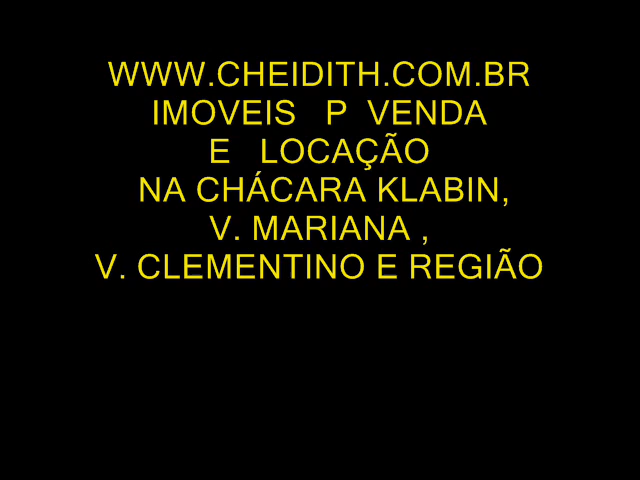 WWW.CHEIDITH.COM.BR
IMOVEIS   P  VENDA
E   LOCAÇÃO
NA CHÁCARA KLABIN,
V. MARIANA ,
V. CLEMENTINO E REGIÃO